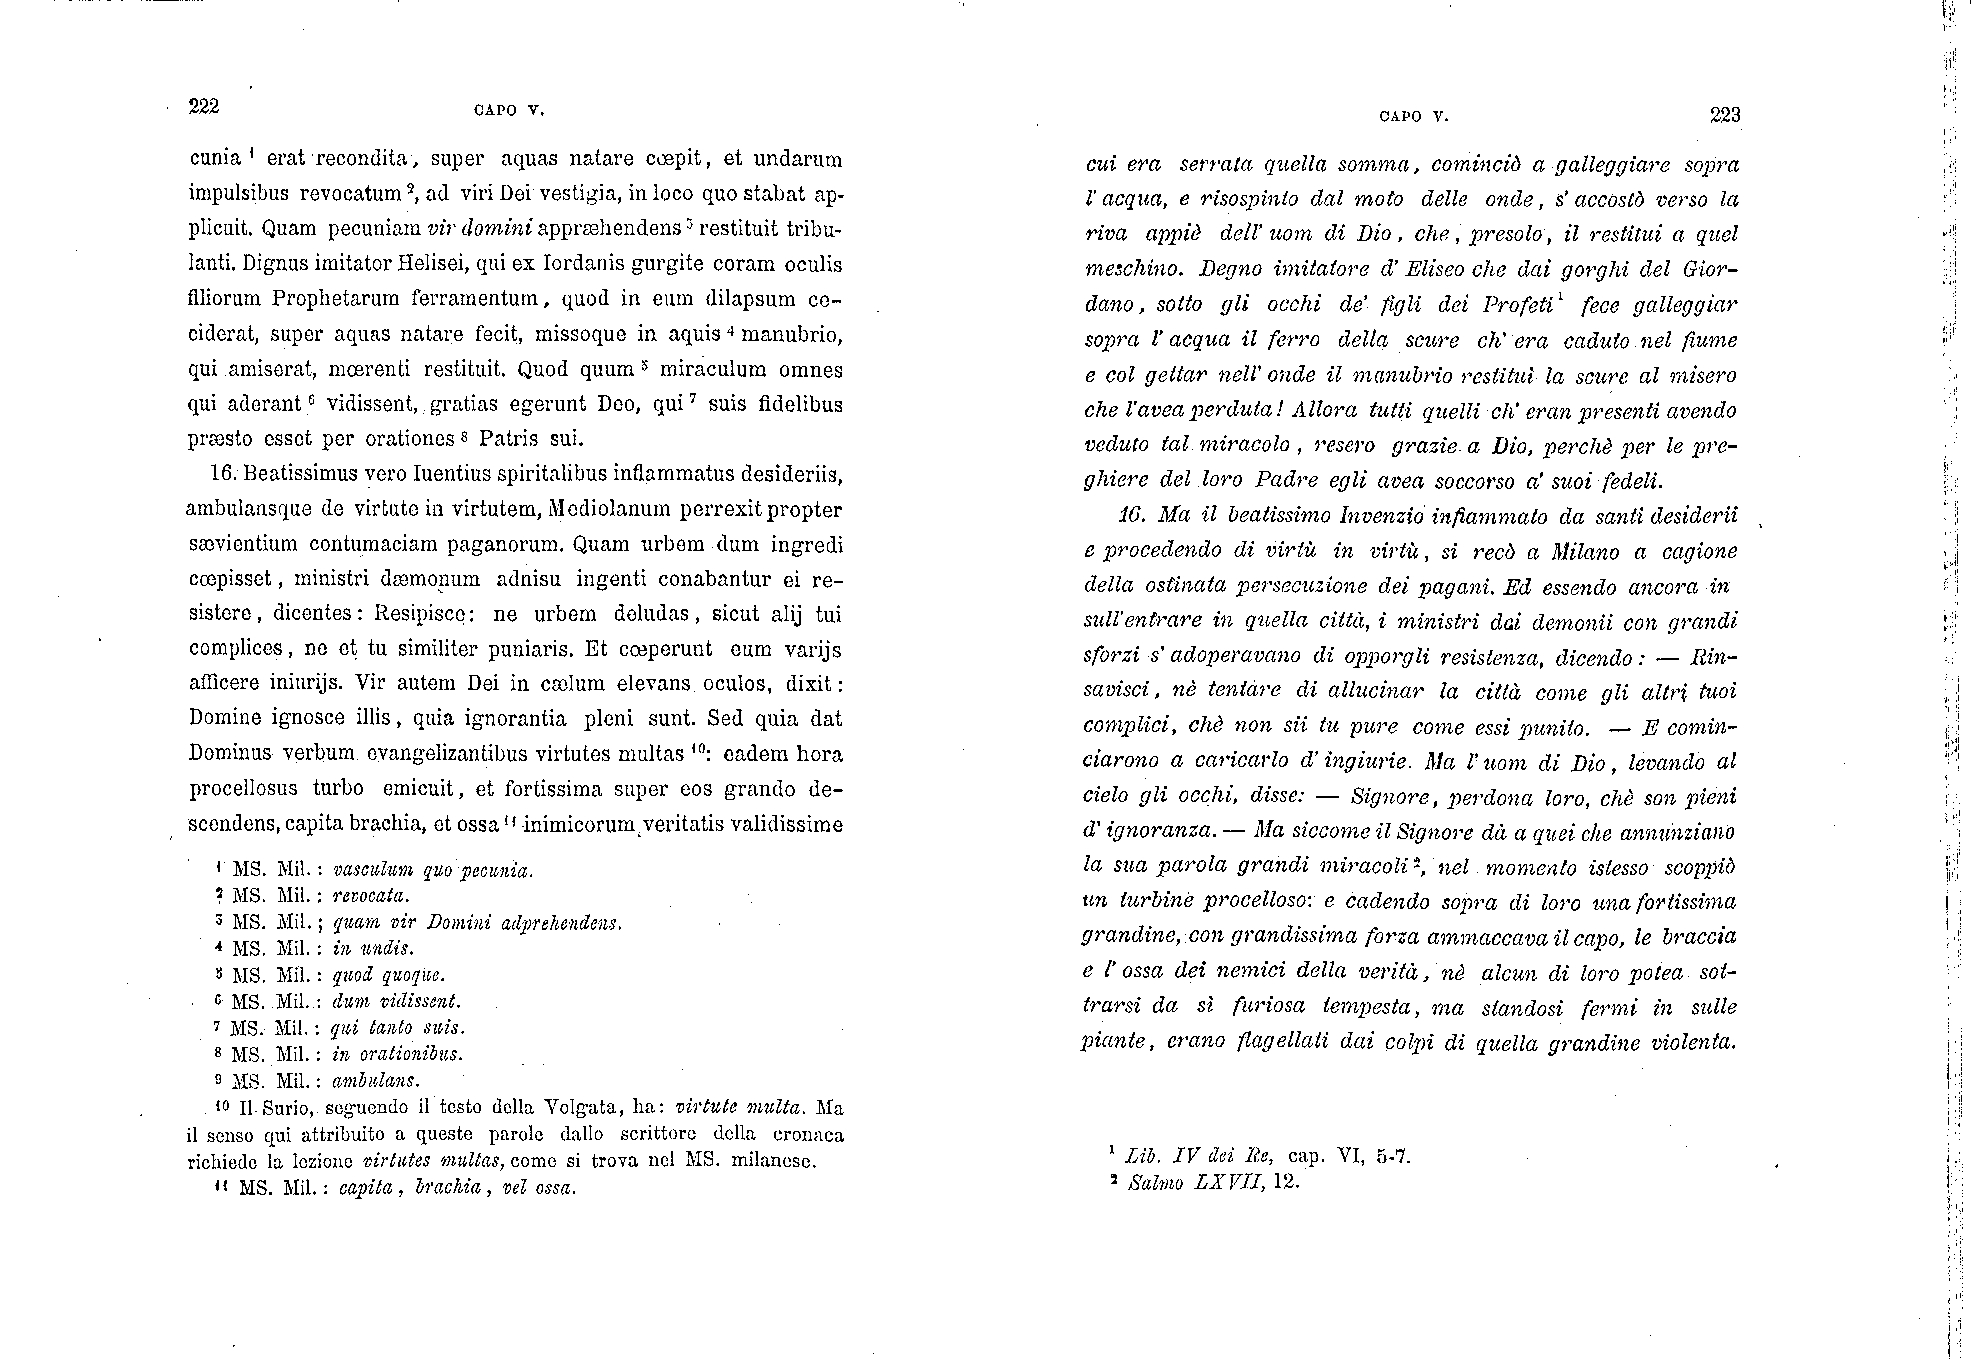 222
CAPO V.
cunia ¹ erat recondita, super aquas natare cœpit, et undarum
impulsibus revocatum ², ad viri Dei vestigia, in loco quo stabat ap-
plicuit. Quam pecuniam vir domini appræhendens ³ restituit tribu-
lanti. Dignus imitator Helisei, qui ex Iordanis gurgite coram oculis
filiorum Prophetarum ferramentum, quod in eum dilapsum ce-
ciderat, super aquas natare fecit, missoque in aquis ⁴ manubrio,
qui amiserat, mœrenti restituit. Quod quum ⁵ miraculum omnes
qui aderant ⁶ vidissent, gratias egerunt Deo, qui ⁷ suis fidelibus
præsto esset per orationes ⁸ Patris sui.
16. Beatissimus vero Iuentius spiritalibus inflammatus desideriis,
ambulansque de virtute in virtutem, Mediolanum perrexit propter
sævientium contumaciam paganorum. Quam urbem dum ingredi
cœpisset, ministri dæmonum adnisu ingenti conabantur ei re-
sistere, dicentes: Resipisce: ne urbem deludas, sicut alij tui
complices, ne et tu similiter puniaris. Et cœperunt eum varijs
afficere iniurijs. Vir autem Dei in cælum elevans oculos, dixit:
Domine ignosce illis, quia ignorantia pleni sunt. Sed quia dat
Dominus verbum evangelizantibus virtutes multas ¹⁰: eadem hora
procellosus turbo emicuit, et fortissima super eos grando de-
scendens, capita brachia, et ossa ¹¹ inimicorum veritatis validissime
¹ MS. Mil.: vasculum quo pecunia.
² MS. Mil.: revocata.
³ MS. Mil.; quam vir Domini adprehendens.
⁴ MS. Mil.: in undis.
⁵ MS. Mil.: quod quoque.
⁶ MS. Mil.: dum vidissent.
⁷ MS. Mil.: qui tanto suis.
⁸ MS. Mil.: in orationibus.
⁹ MS. Mil.: ambulans.
¹⁰ Il Surio, seguendo il testo della Volgata, ha: virtute multa. Ma
il senso qui attribuito a queste parole dallo scrittore della cronaca
richiede la lezione virtutes multas, come si trova nel MS. milanese.
¹¹ MS. Mil.: capita, brachia, vel ossa.
CAPO V.
223
cui era serrata quella somma, cominciò a galleggiare sopra
l'acqua, e risospinto dal moto delle onde, s'accostò verso la
riva appiè dell'uom di Dio, che, presolo, il restituì a quel
meschino. Degno imitatore d'Eliseo che dai gorghi del Gior-
dano, sotto gli occhi de' figli dei Profeti ¹ fece galleggiar
sopra l'acqua il ferro della scure ch'era caduto nel fiume
e col gettar nell'onde il manubrio restituì la scure al misero
che l'avea perduta! Allora tutti quelli ch'eran presenti avendo
veduto tal miracolo, resero grazie a Dio, perchè per le pre-
ghiere del loro Padre egli avea soccorso a' suoi fedeli.
16. Ma il beatissimo Invenzio infiammato da santi desiderii
e procedendo di virtù in virtù, si recò a Milano a cagione
della ostinata persecuzione dei pagani. Ed essendo ancora in
sull'entrare in quella città, i ministri dei demonii con grandi
sforzi s'adoperavano di opporgli resistenza, dicendo: — Rin-
savisci, nè tentare di allucinar la città come gli altri tuoi
complici, chè non sii tu pure come essi punito. — E comin-
ciarono a caricarlo d'ingiurie. Ma l'uom di Dio, levando al
cielo gli occhi, disse: — Signore, perdona loro, chè son pieni
d'ignoranza. — Ma siccome il Signore dà a quei che annunziano
la sua parola grandi miracoli ², nel momento istesso scoppiò
un turbine procelloso: e cadendo sopra di loro una fortissima
grandine, con grandissima forza ammaccava il capo, le braccia
e l'ossa dei nemici della verità, nè alcun di loro potea sot-
trarsi da sì furiosa tempesta, ma standosi fermi in sulle
piante, erano flagellati dai colpi di quella grandine violenta.
¹ Lib. IV dei Re, cap. VI, 5-7.
² Salmo LXVII, 12.